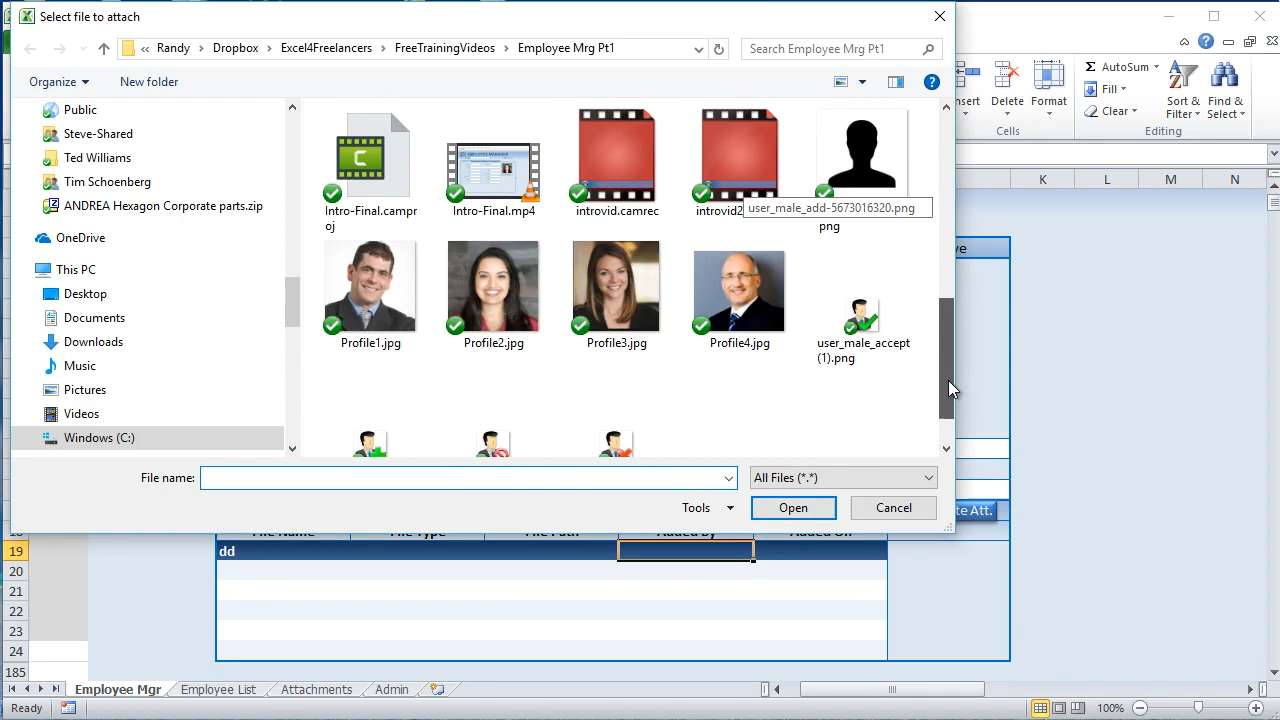 Select file to attach
Randy
Dropbox
Excel4Freelancers
FreeTrainingVideos
Employee Mrg Pt1
Search Employee Mrg Pt1
Organize
New folder
Public
Steve-Shared
Ted Williams
Tim Schoenberg
ANDREA Hexagon Corporate parts.zip
OneDrive
This PC
Desktop
Documents
Downloads
Music
Pictures
Videos
Windows (C:)
Intro-Final.campr
oj
Intro-Final.mp4
introvid.camrec
introvid2
user_male_add-5673016320.png
png
Profile1.jpg
Profile2.jpg
Profile3.jpg
Profile4.jpg
user_male_accept
(1).png
File name:
All Files (*.*)
Tools
Open
Cancel
AutoSum
Fill
Clear
Insert
Delete
Format
Sort &
Filter
Find &
Select
Cells
Editing
K
L
M
N
ve
te Att.
File Name
File Type
File Path
Added By
Added On
19
dd
20
21
22
23
24
185
Employee Mgr
Employee List
Attachments
Admin
Ready
100%